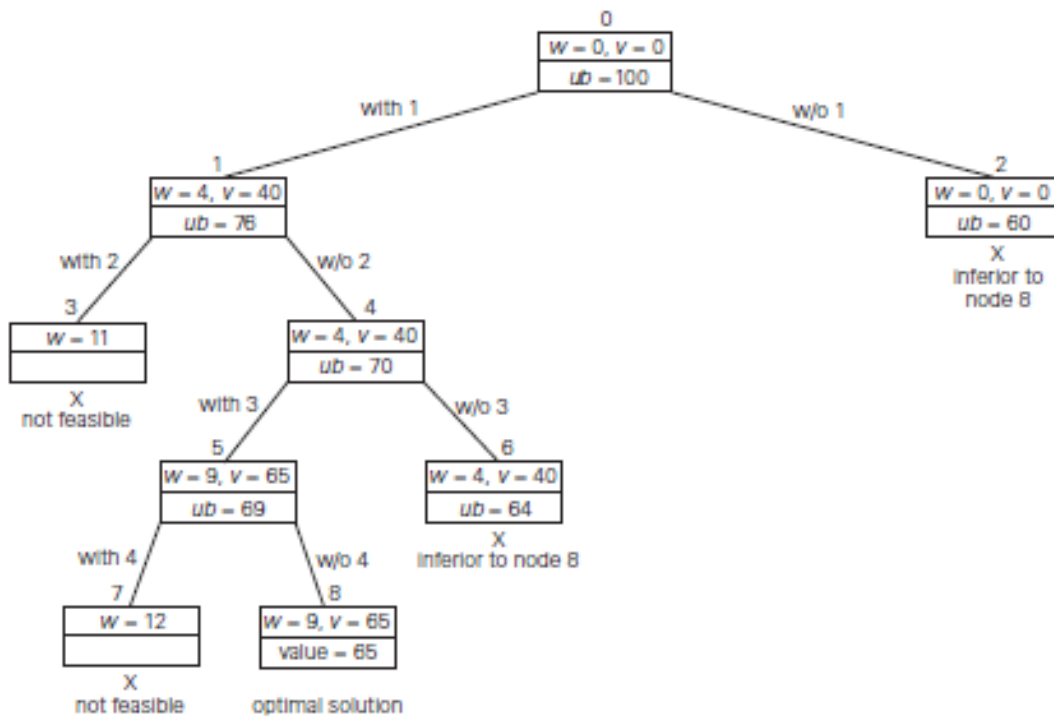 0
w = 0, v = 0
ub = 100
with 1
w/o 1
1
2
w = 4, v = 40
w = 0, v = 0
ub = 76
ub = 60
X
inferior to
node 8
with 2
w/o 2
3
4
w = 11
w = 4, v = 40
ub = 70
X
not feasible
with 3
w/o 3
5
6
w = 9, v = 65
w = 4, v = 40
ub = 69
ub = 64
X
inferior to node 8
with 4
w/o 4
7
8
w = 12
w = 9, v = 65
value = 65
X
not feasible
optimal solution